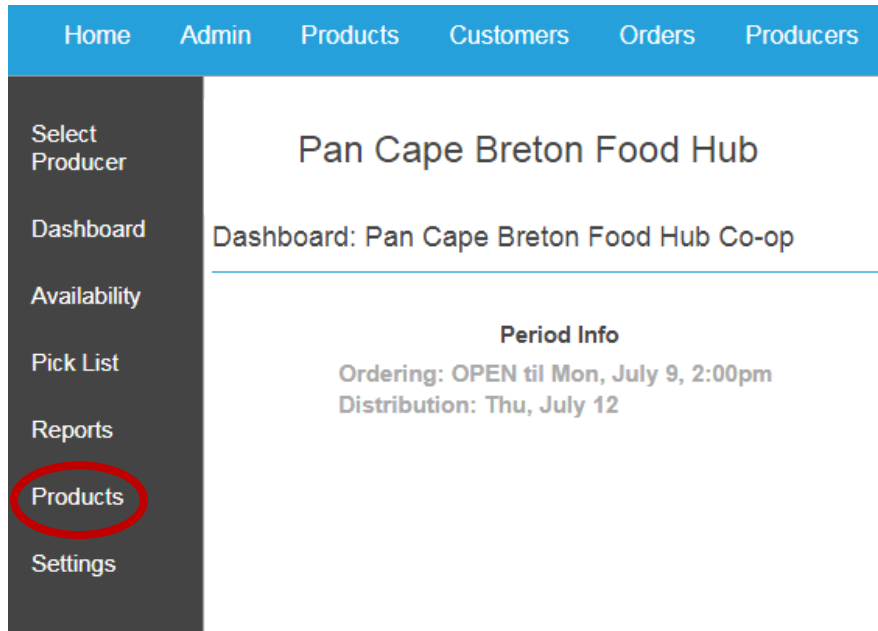 Home Admin Products Customers Orders Producers
Select
Producer
Dashboard
Availability
Pick List
Reports
Products
Settings
Pan Cape Breton Food Hub
Dashboard: Pan Cape Breton Food Hub Co-op
Period Info
Ordering: OPEN til Mon, July 9, 2:00pm
Distribution: Thu, July 12